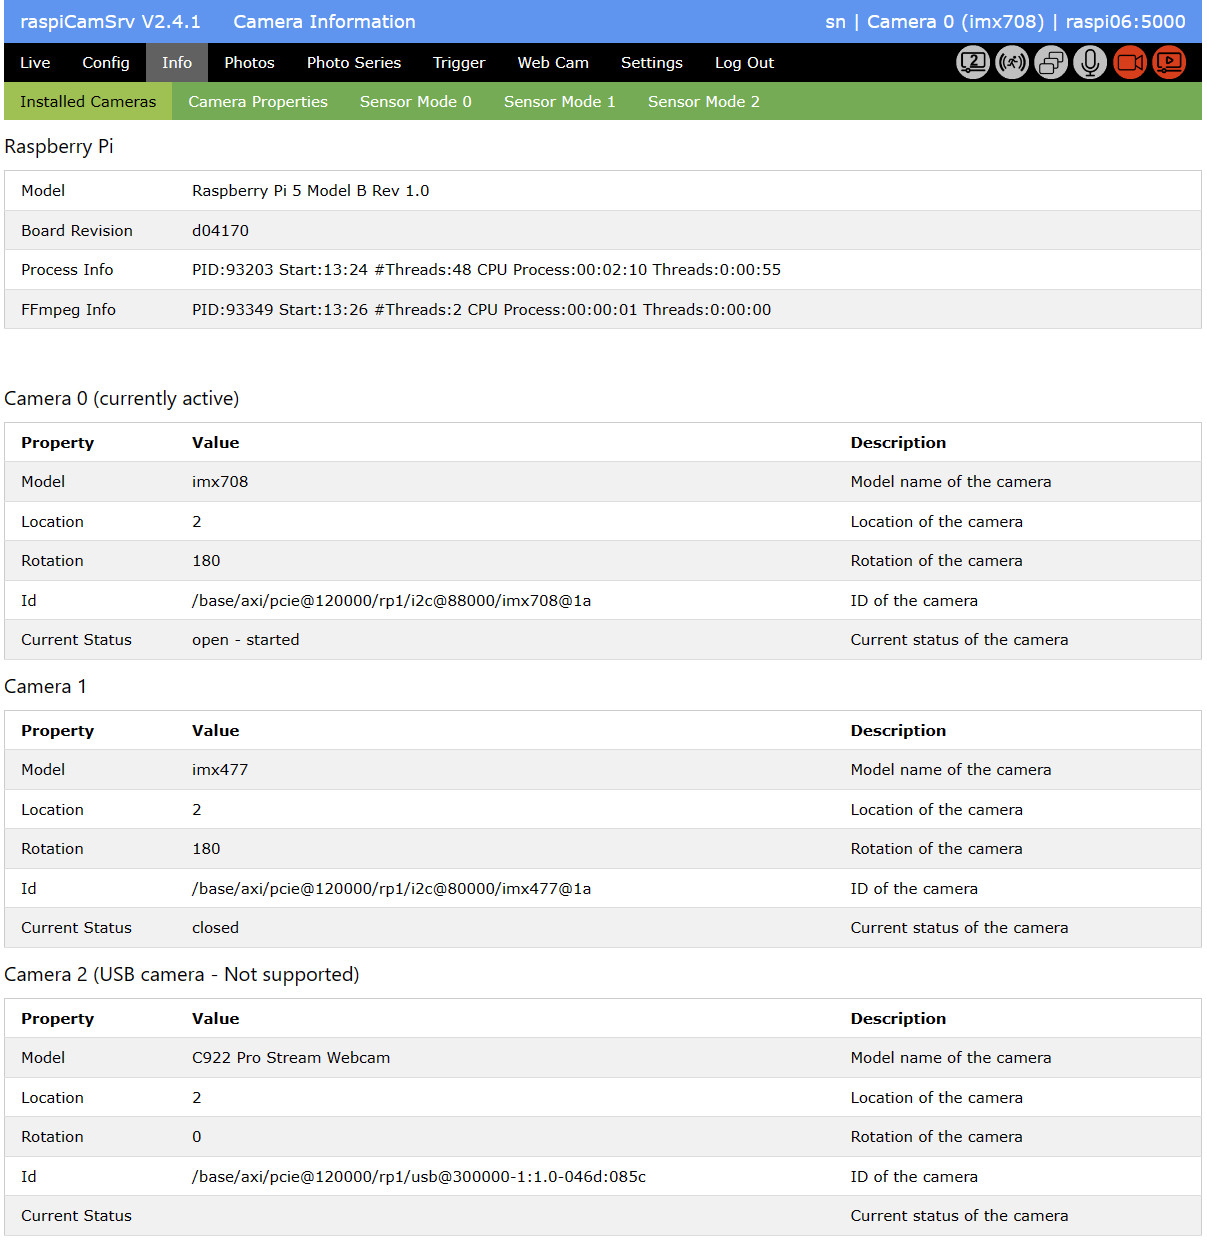 raspiCamSrv V2.4.1 Camera Information sn | Camera 0 (imx708) | raspi06:5000
Live Config Info Photos Photo Series Trigger Web Cam Settings Log Out 2
Installed Cameras Camera Properties Sensor Mode 0 Sensor Mode 1 Sensor Mode 2
Raspberry Pi
Model Raspberry Pi 5 Model B Rev 1.0
Board Revision d04170
Process Info PID:93203 Start:13:24 #Threads:48 CPU Process:00:02:10 Threads:0:00:55
FFmpeg Info PID:93349 Start:13:26 #Threads:2 CPU Process:00:00:01 Threads:0:00:00
Camera 0 (currently active)
Property Value Description
Model imx708 Model name of the camera
Location 2 Location of the camera
Rotation 180 Rotation of the camera
Id /base/axi/pcie@120000/rp1/i2c@88000/imx708@1a ID of the camera
Current Status open - started Current status of the camera
Camera 1
Property Value Description
Model imx477 Model name of the camera
Location 2 Location of the camera
Rotation 180 Rotation of the camera
Id /base/axi/pcie@120000/rp1/i2c@80000/imx477@1a ID of the camera
Current Status closed Current status of the camera
Camera 2 (USB camera - Not supported)
Property Value Description
Model C922 Pro Stream Webcam Model name of the camera
Location 2 Location of the camera
Rotation 0 Rotation of the camera
Id /base/axi/pcie@120000/rp1/usb@300000-1:1.0-046d:085c ID of the camera
Current Status Current status of the camera